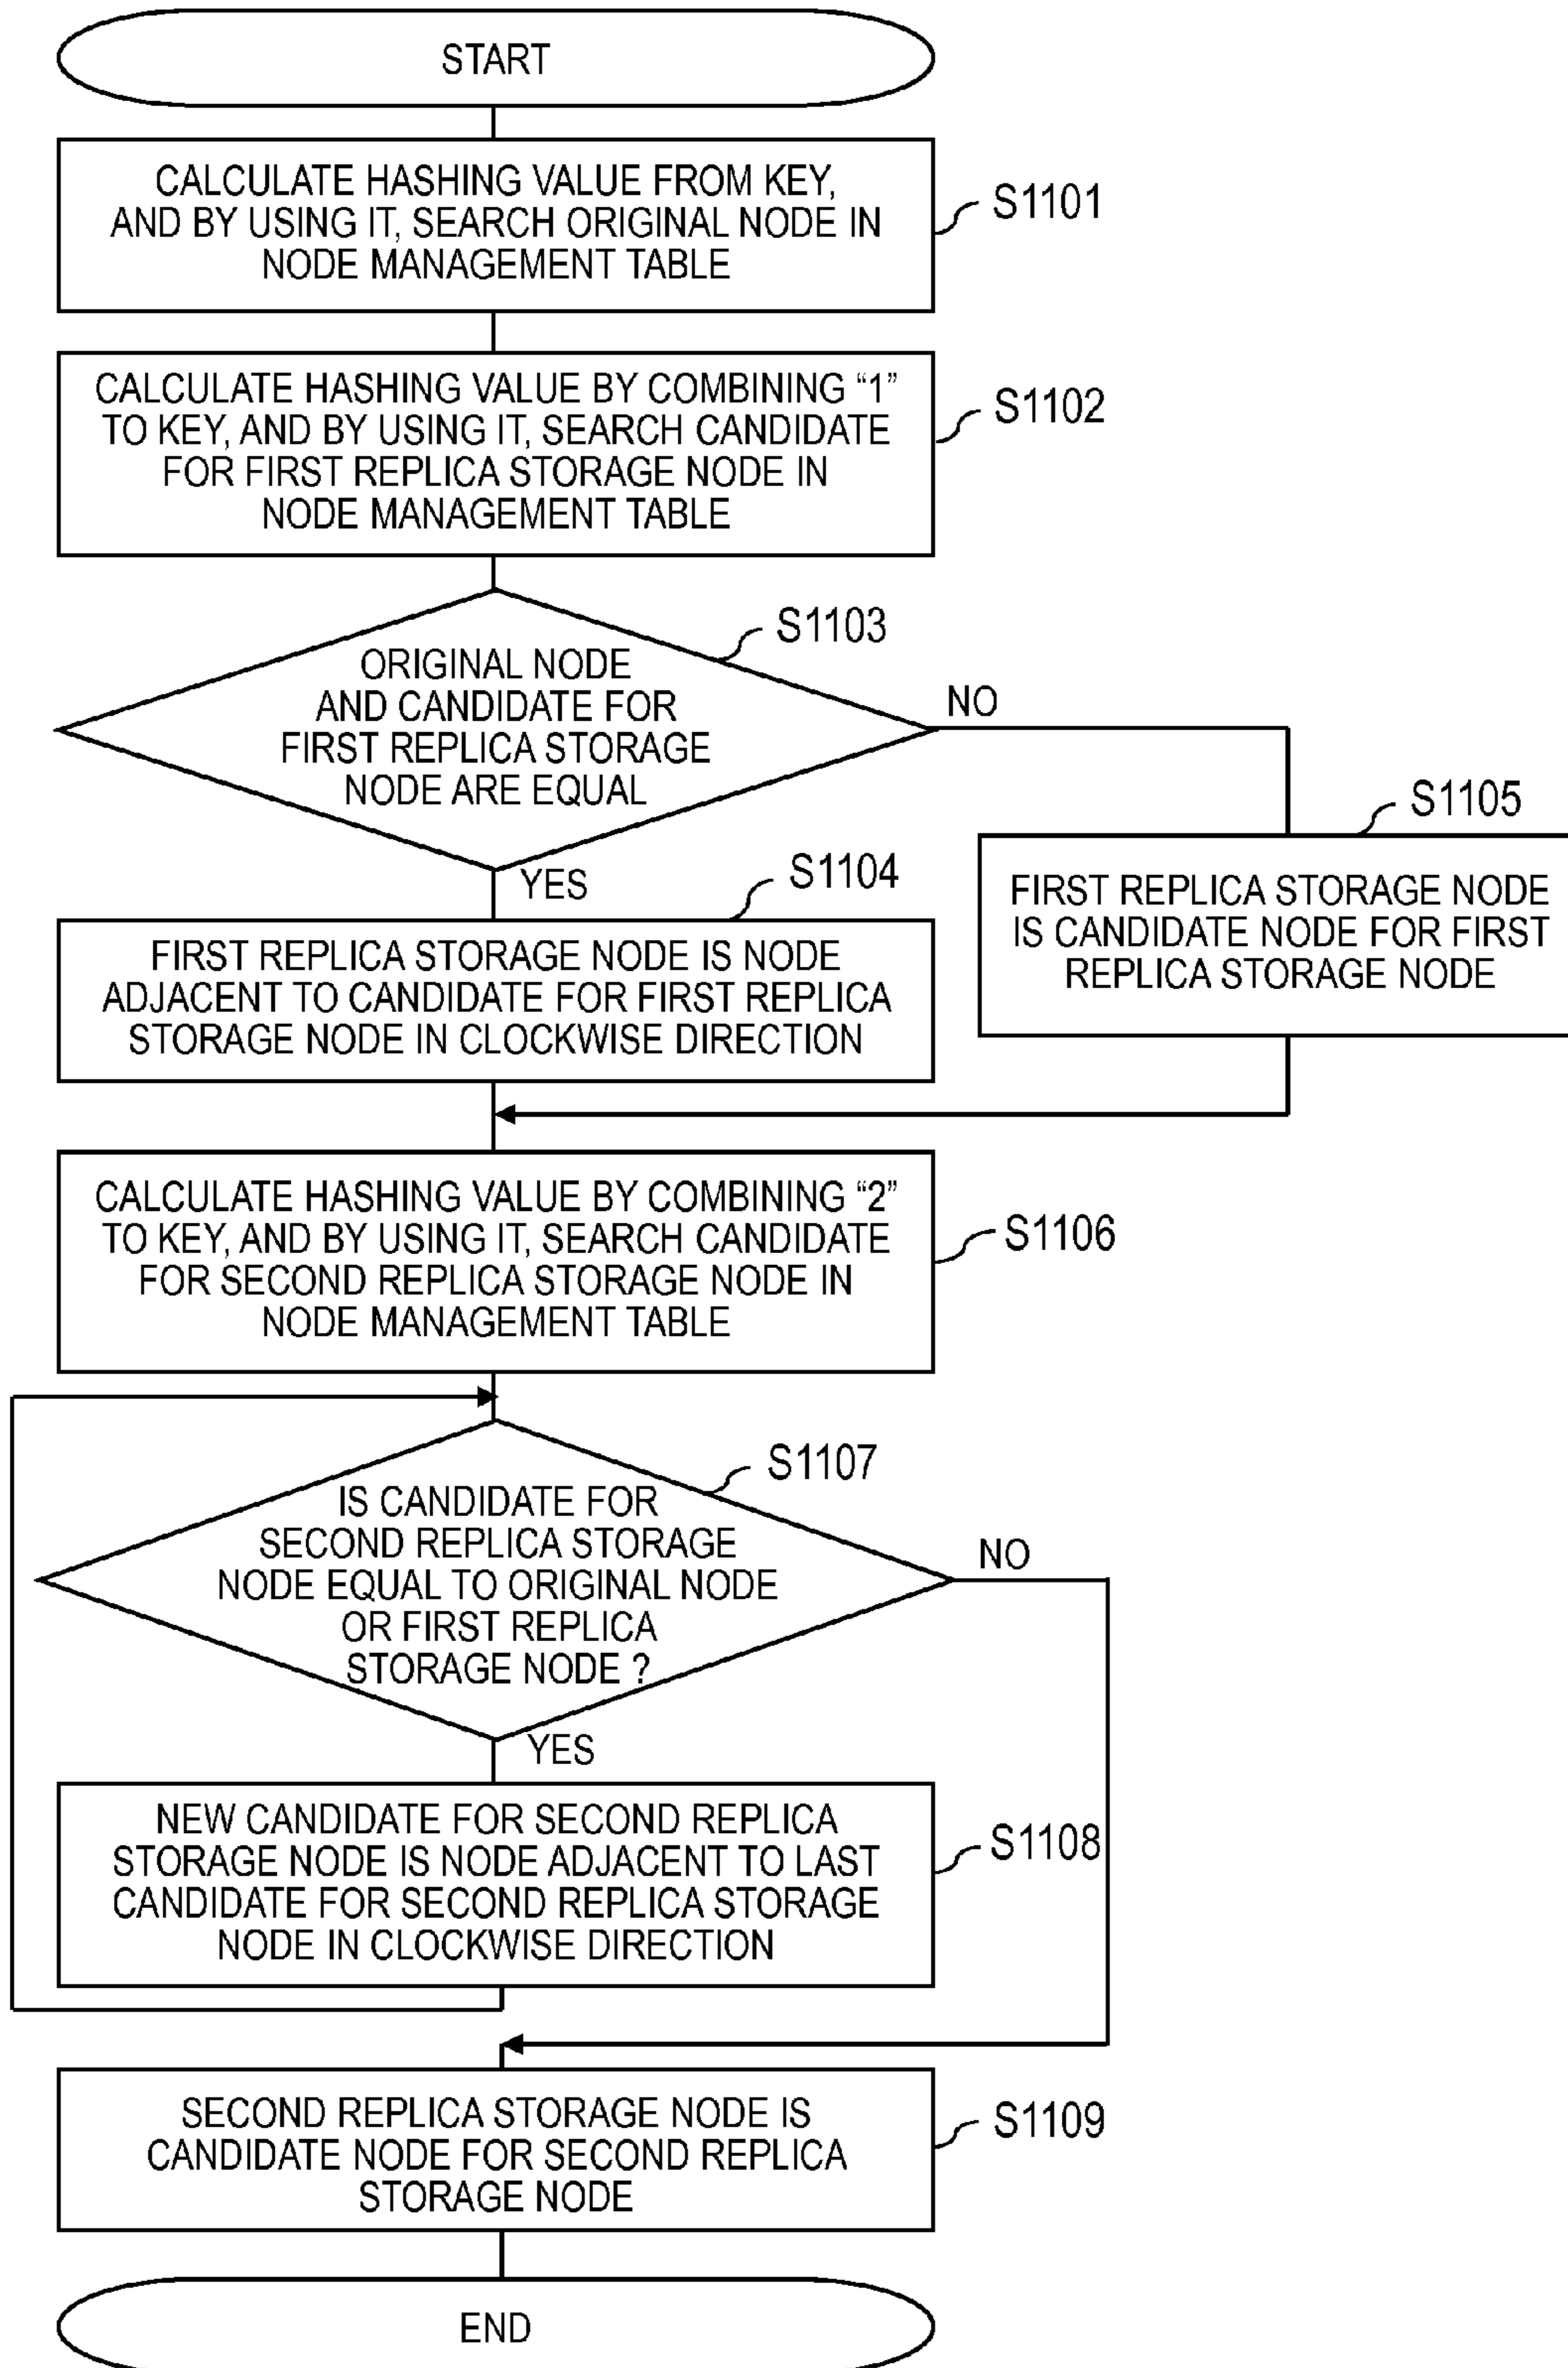 START
CALCULATE HASHING VALUE FROM KEY,
AND BY USING IT, SEARCH ORIGINAL NODE IN
NODE MANAGEMENT TABLE
S1101
CALCULATE HASHING VALUE BY COMBINING “1”
TO KEY, AND BY USING IT, SEARCH CANDIDATE
FOR FIRST REPLICA STORAGE NODE IN
NODE MANAGEMENT TABLE
S1102
S1103
ORIGINAL NODE
AND CANDIDATE FOR
FIRST REPLICA STORAGE
NODE ARE EQUAL
NO
YES
S1104
FIRST REPLICA STORAGE NODE IS NODE
ADJACENT TO CANDIDATE FOR FIRST REPLICA
STORAGE NODE IN CLOCKWISE DIRECTION
S1105
FIRST REPLICA STORAGE NODE
IS CANDIDATE NODE FOR FIRST
REPLICA STORAGE NODE
CALCULATE HASHING VALUE BY COMBINING “2”
TO KEY, AND BY USING IT, SEARCH CANDIDATE
FOR SECOND REPLICA STORAGE NODE IN
NODE MANAGEMENT TABLE
S1106
S1107
IS CANDIDATE FOR
SECOND REPLICA STORAGE
NODE EQUAL TO ORIGINAL NODE
OR FIRST REPLICA
STORAGE NODE ?
NO
YES
NEW CANDIDATE FOR SECOND REPLICA
STORAGE NODE IS NODE ADJACENT TO LAST
CANDIDATE FOR SECOND REPLICA STORAGE
NODE IN CLOCKWISE DIRECTION
S1108
SECOND REPLICA STORAGE NODE IS
CANDIDATE NODE FOR SECOND REPLICA
STORAGE NODE
S1109
END